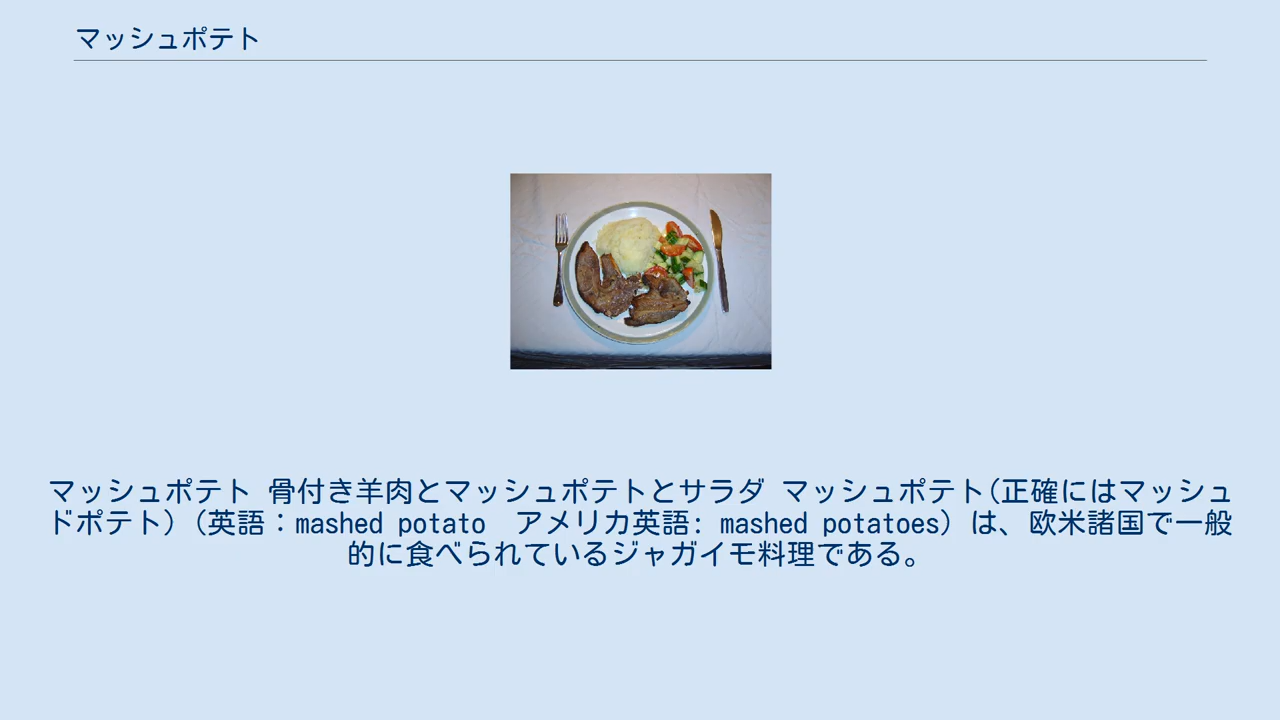 マッシュポテト
マッシュポテト 骨付き羊肉とマッシュポテトとサラダ マッシュポテト(正確にはマッシュ
ドポテト) (英語：mashed potato　アメリカ英語: mashed potatoes) は、欧米諸国で一般
的に食べられているジャガイモ料理である。